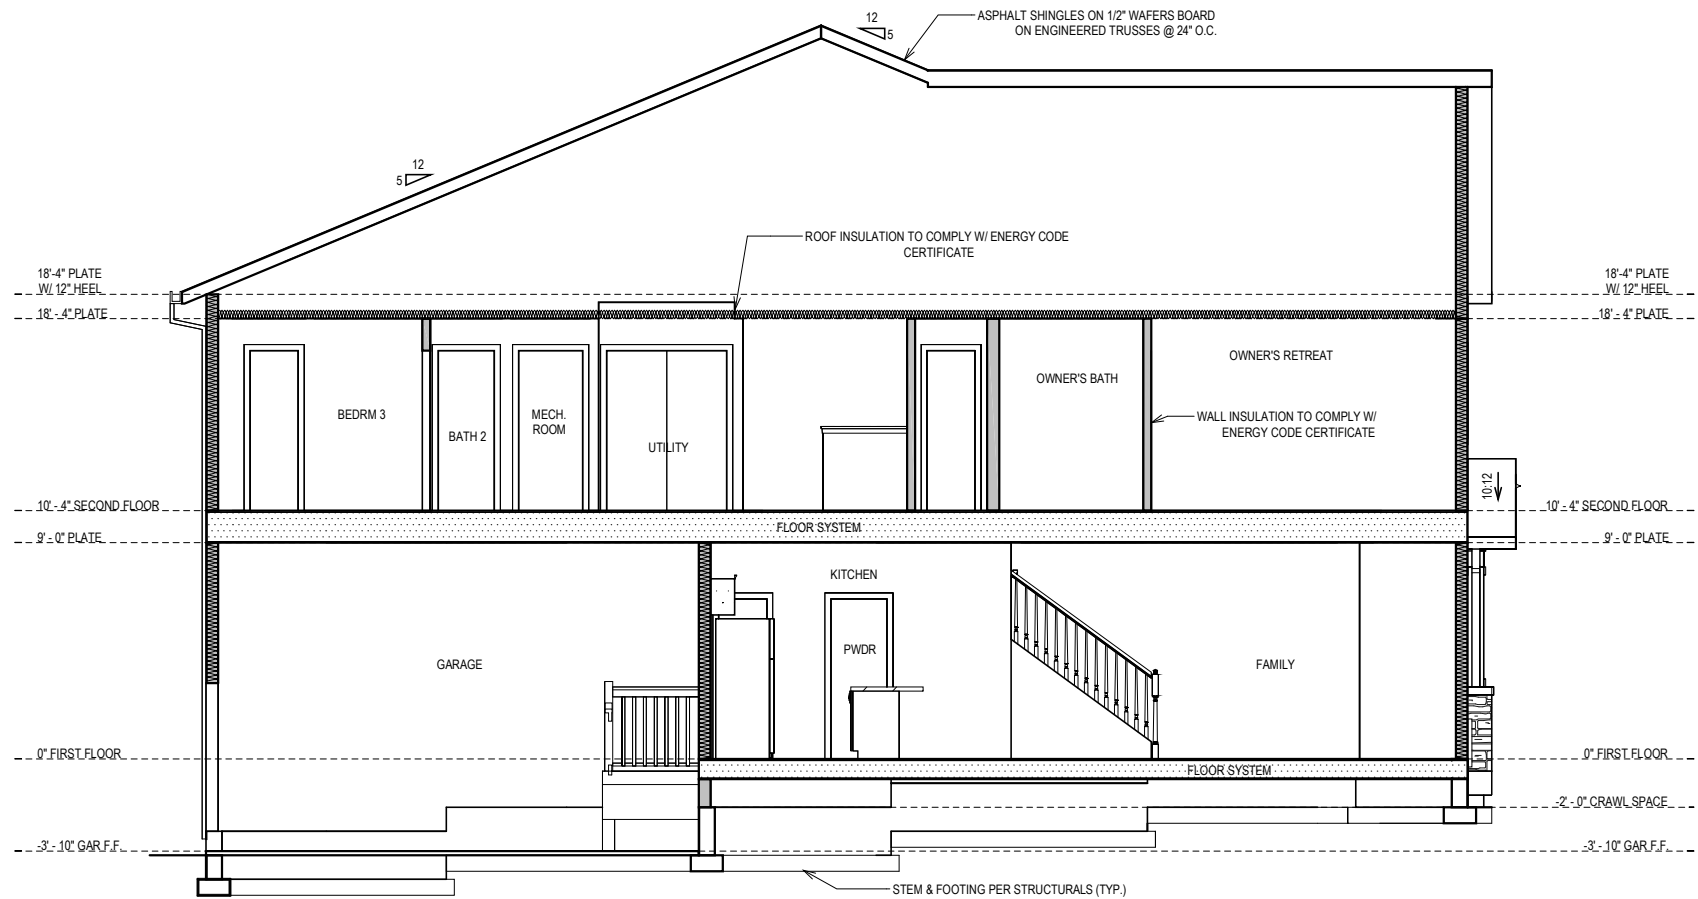 12
5
ASPHALT SHINGLES ON 1/2" WAFERS BOARD
ON ENGINEERED TRUSSES @ 24" O.C.
12
5
ROOF INSULATION TO COMPLY W/ ENERGY CODE
CERTIFICATE
18'-4" PLATE
W/ 12" HEEL
18'-4" PLATE
W/ 12" HEEL
18' - 4" PLATE
18' - 4" PLATE
OWNER'S RETREAT
OWNER'S BATH
BEDRM 3
BATH 2
MECH.
ROOM
UTILITY
WALL INSULATION TO COMPLY W/
ENERGY CODE CERTIFICATE
10:12
10' - 4" SECOND FLOOR
10' - 4" SECOND FLOOR
FLOOR SYSTEM
9' - 0" PLATE
9' - 0" PLATE
KITCHEN
PWDR
GARAGE
FAMILY
0" FIRST FLOOR
0" FIRST FLOOR
FLOOR SYSTEM
-2' - 0" CRAWL SPACE
-3' - 10" GAR F.F.
-3' - 10" GAR F.F.
STEM & FOOTING PER STRUCTURALS (TYP.)